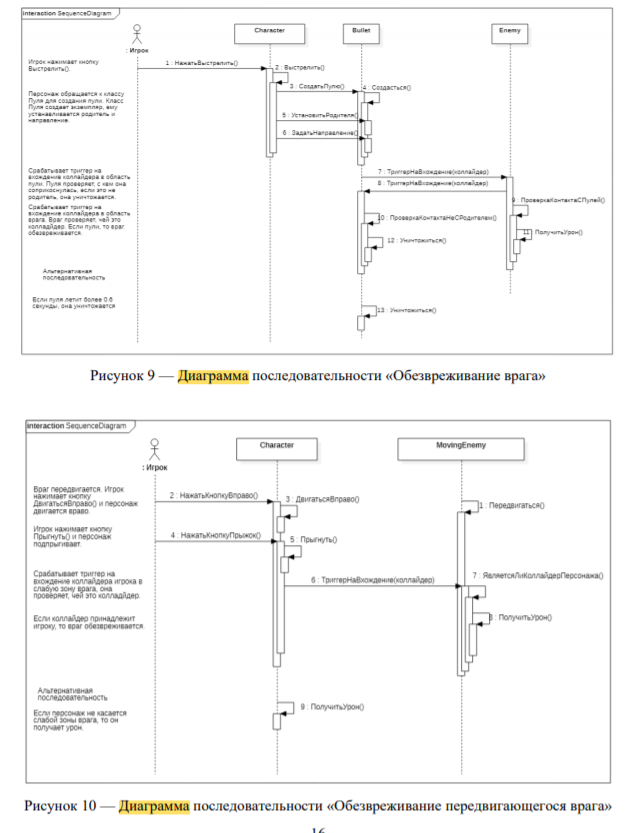 interaction SequenceDiagram
Character
Bullet
Enemy
: Игрок
Игрок нажимает кнопку
Выстрелить().
1 : НажатьВыстрелить()
2 : Выстрелить()
3 : СоздатьПулю()
4 : Создасться()
Персонаж обращается к классу
Пуля для создания пули. Класс
Пуля создает экземпляр, ему
устанавливается родитель и
направление.
5 : УстановитьРодителя()
6 : ЗадатьНаправление()
Срабатывает триггер на
вхождение коллайдера в область
пули. Пуля проверяет, с кем она
соприкоснулась, если это не
родитель, она уничтожается.
7 : ТриггерНаВхождение(коллайдер)
8 : ТриггерНаВхождение(коллайдер)
Срабатывает триггер на
вхождение коллайдера в область
врага. Враг проверяет, чей это
колладйдер. Если пули, то враг
обезвреживается.
9 : ПроверкаКонтактаСПулей()
10 : ПроверкаКонтактаНеСРодителем()
11 : ПолучитьУрон()
12 : Уничтожиться()
Альтернативная
последовательность
Если пуля летит более 0.6
секунды, она уничтожается
13 : Уничтожиться()
Рисунок 9 — Диаграмма последовательности «Обезвреживание врага»
interaction SequenceDiagram
Character
MovingEnemy
: Игрок
Враг передвигается. Игрок
нажимает кнопку
ДвигатьсяВправо() и персонаж
двигается враво.
1 : Передвигаться()
2 : НажатьКнопкуВправо()
3 : ДвигатьсяВправо()
Игрок нажимает кнопку
Прыгнуть() и персонаж
подпрыгивает.
4 : НажатьКнопкуПрыжок()
5 : Прыгнуть()
Срабатывает триггер на
вхождение коллайдера игрока в
слабую зону врага, она
проверяет, чей это колладйдер.
6 : ТриггерНаВхождение(коллайдер)
7 : ЯвляетсяЛиКоллайдерПерсонажа()
Если коллайдер принадлежит
игроку, то враг обезвреживается.
8 : ПолучитьУрон()
Альтернативная
последовательность
Если персонаж не касается
слабой зоны врага, то он
получает урон.
9 : ПолучитьУрон()
Рисунок 10 — Диаграмма последовательности «Обезвреживание передвигающегося врага»
16